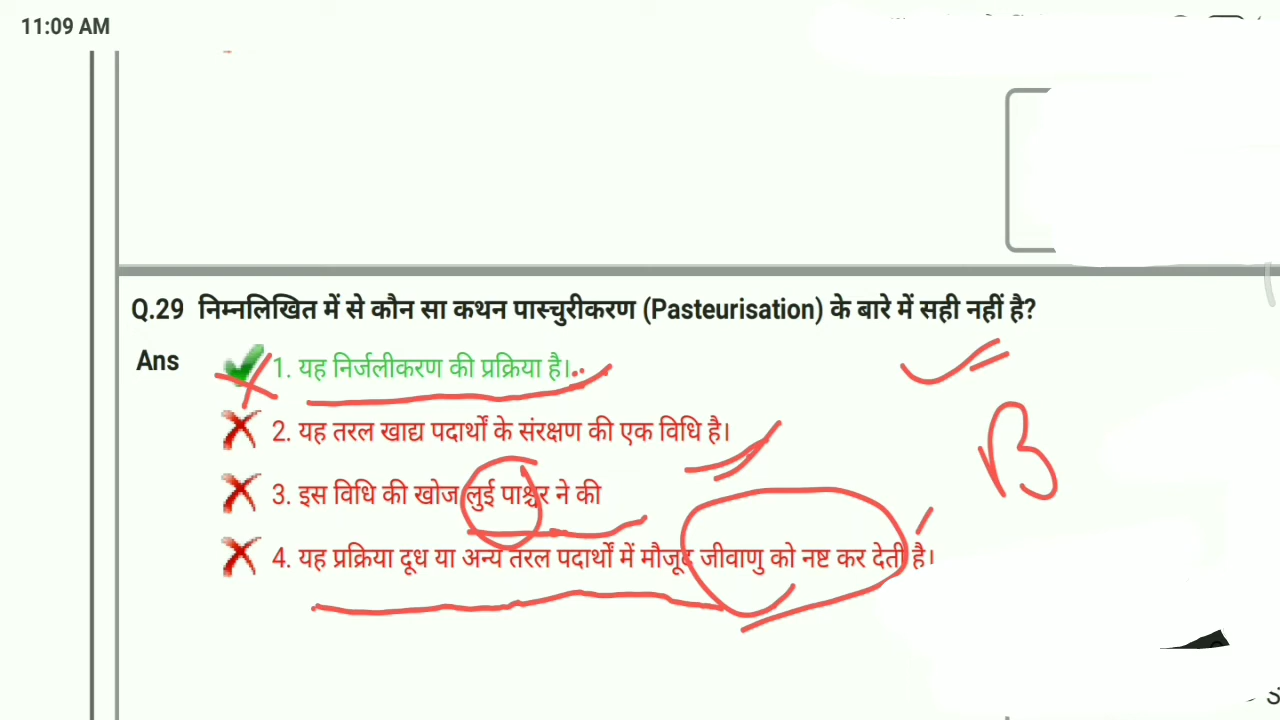 11:09 AM
Q.29 निम्नलिखित में से कौन सा कथन पास्चुरीकरण (Pasteurisation) के बारे में सही नहीं है?
Ans 1. यह निर्जलीकरण की प्रक्रिया है।
2. यह तरल खाद्य पदार्थों के संरक्षण की एक विधि है।
3. इस विधि की खोज लुई पाश्चर ने की
4. यह प्रक्रिया दूध या अन्य तरल पदार्थों में मौजूद जीवाणु को नष्ट कर देती है।
B